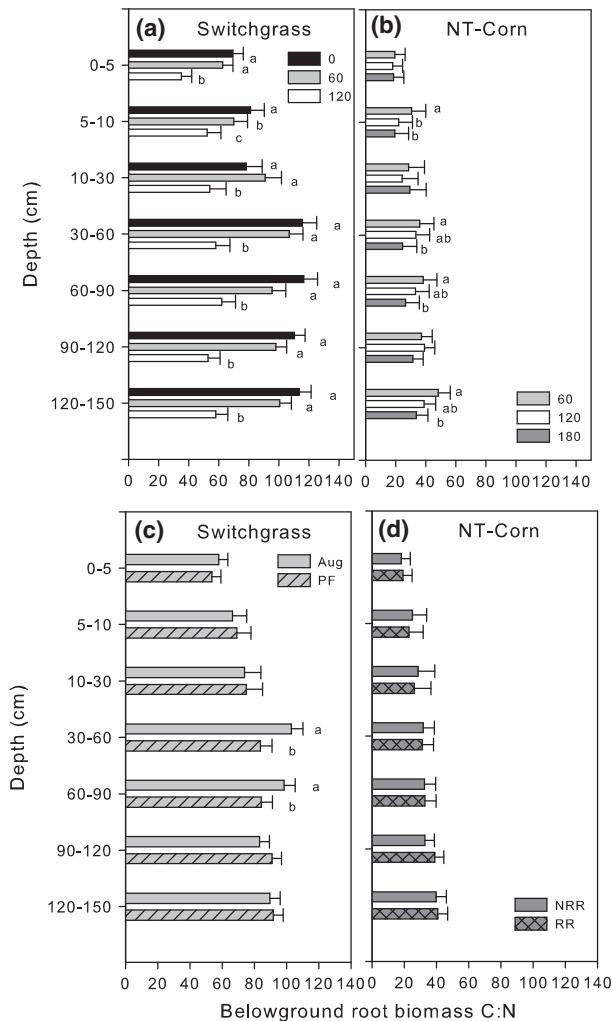 (a) Switchgrass
0
60
120
(b) NT-Corn
60
120
180
Depth (cm)
0-5
a
a
b
5-10
a
b
c
a
b
b
10-30
a
a
b
30-60
a
a
b
a
ab
b
60-90
a
a
b
a
ab
b
90-120
a
a
b
120-150
a
a
b
a
ab
b
0 20 40 60 80 100 120 140
0 20 40 60 80 100 120 140
(c) Switchgrass
Aug
PF
(d) NT-Corn
NRR
RR
Depth (cm)
0-5
5-10
10-30
30-60
a
b
60-90
a
b
90-120
120-150
0 20 40 60 80 100 120 140
0 20 40 60 80 100 120 140
Belowground root biomass C:N